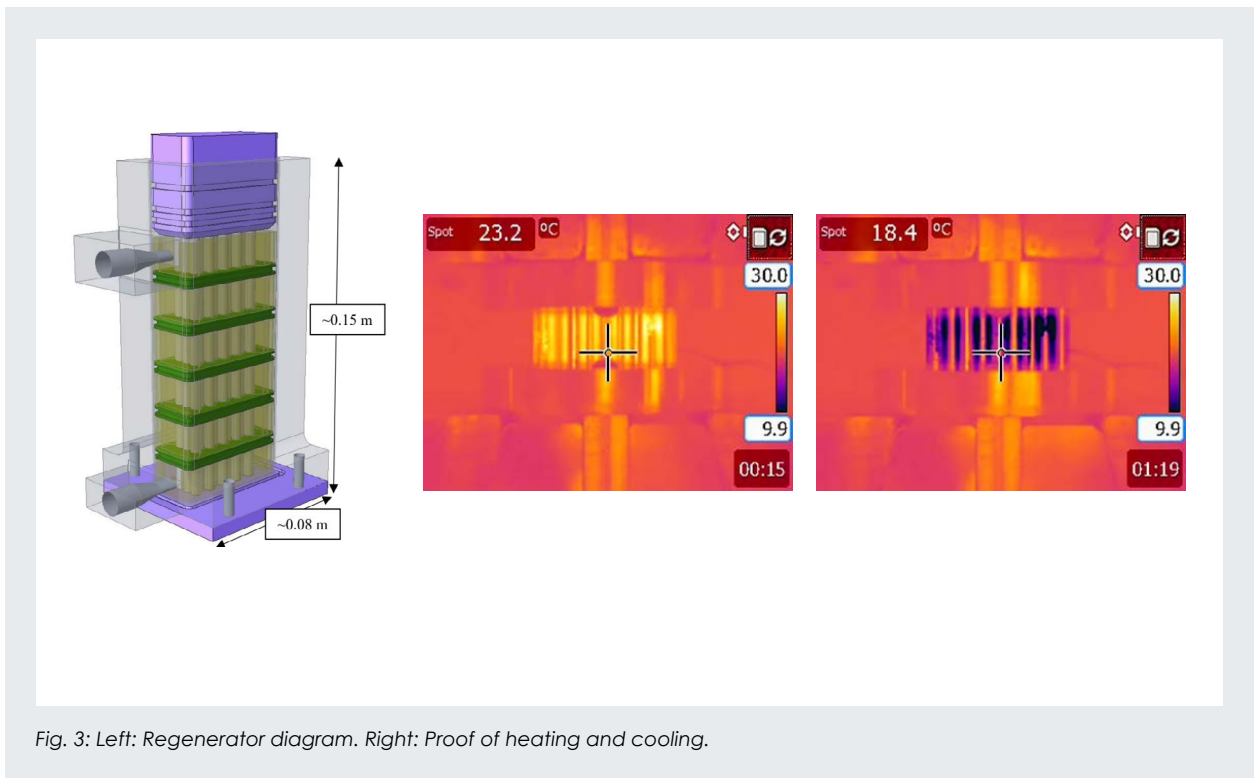 ~0.15 m
~0.08 m
Spot 23.2 °C
30.0
9.9
00:15
Spot 18.4 °C
30.0
9.9
01:19
Fig. 3: Left: Regenerator diagram. Right: Proof of heating and cooling.